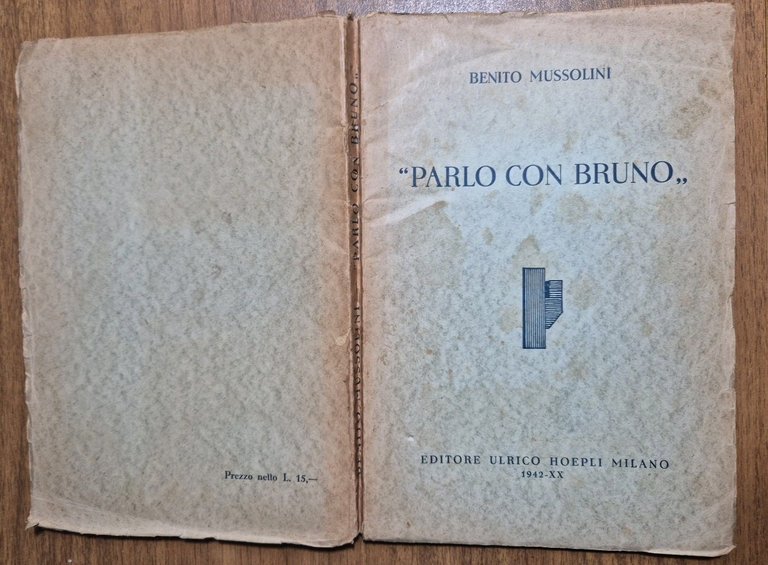 BENITO MUSSOLINI
“PARLO CON BRUNO„
EDITORE ULRICO HOEPLI MILANO
1942-XX
BENITO MUSSOLINI "PARLO CON BRUNO„
Prezzo netto L. 15,—